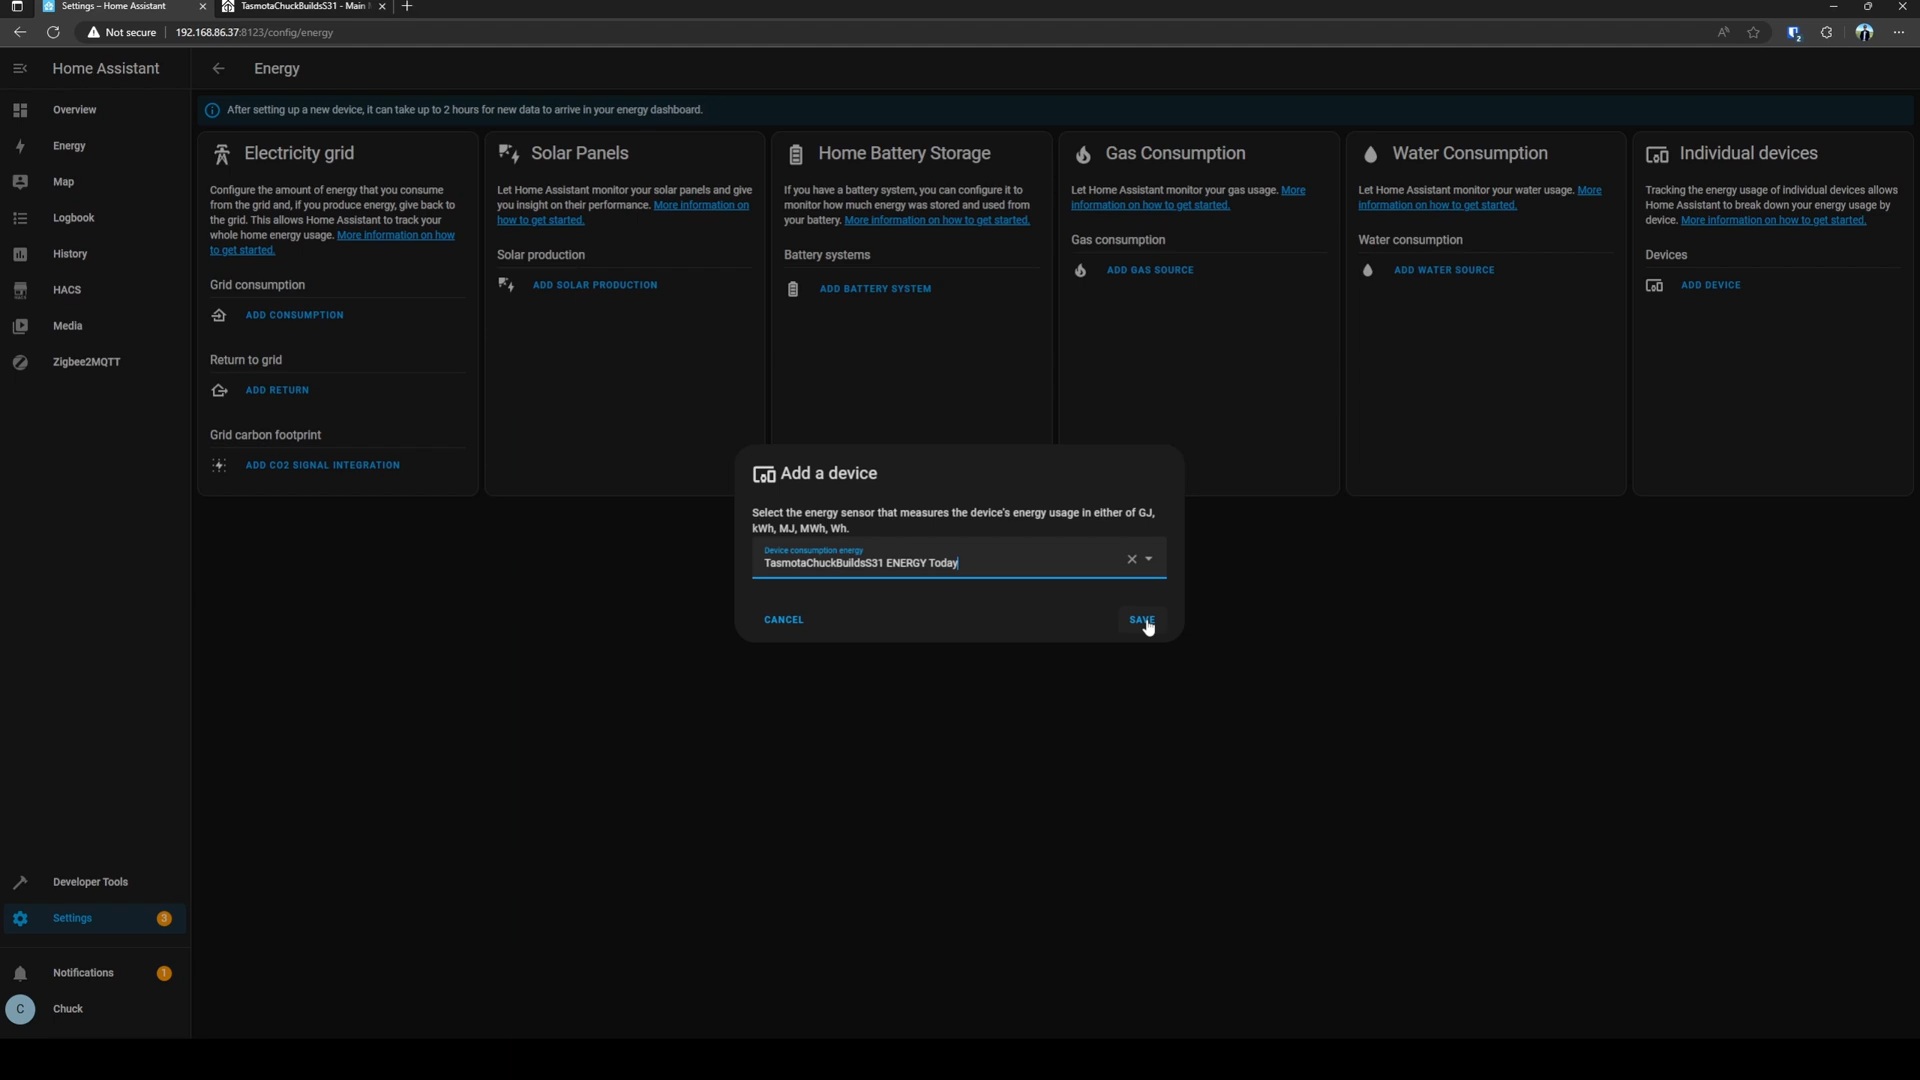 Settings – Home Assistant
TasmotaChuckBuildsS31 - Main
Not secure
192.168.86.37:8123/config/energy
Home Assistant
Energy
Overview
Energy
Map
Logbook
History
HACS
Media
Zigbee2MQTT
Developer Tools
Settings
3
Notifications
1
C
Chuck
After setting up a new device, it can take up to 2 hours for new data to arrive in your energy dashboard.
Electricity grid
Configure the amount of energy that you consume
from the grid and, if you produce energy, give back to
the grid. This allows Home Assistant to track your
whole home energy usage. More information on how
to get started.
Grid consumption
ADD CONSUMPTION
Return to grid
ADD RETURN
Grid carbon footprint
ADD CO2 SIGNAL INTEGRATION
Solar Panels
Let Home Assistant monitor your solar panels and give
you insight on their performance. More information on
how to get started.
Solar production
ADD SOLAR PRODUCTION
Home Battery Storage
If you have a battery system, you can configure it to
monitor how much energy was stored and used from
your battery. More information on how to get started.
Battery systems
ADD BATTERY SYSTEM
Gas Consumption
Let Home Assistant monitor your gas usage. More
information on how to get started.
Gas consumption
ADD GAS SOURCE
Water Consumption
Let Home Assistant monitor your water usage. More
information on how to get started.
Water consumption
ADD WATER SOURCE
Individual devices
Tracking the energy usage of individual devices allows
Home Assistant to break down your energy usage by
device. More information on how to get started.
Devices
ADD DEVICE
Add a device
Select the energy sensor that measures the device's energy usage in either of GJ,
kWh, MJ, MWh, Wh.
Device consumption energy
TasmotaChuckBuildsS31 ENERGY Today
CANCEL
SAVE